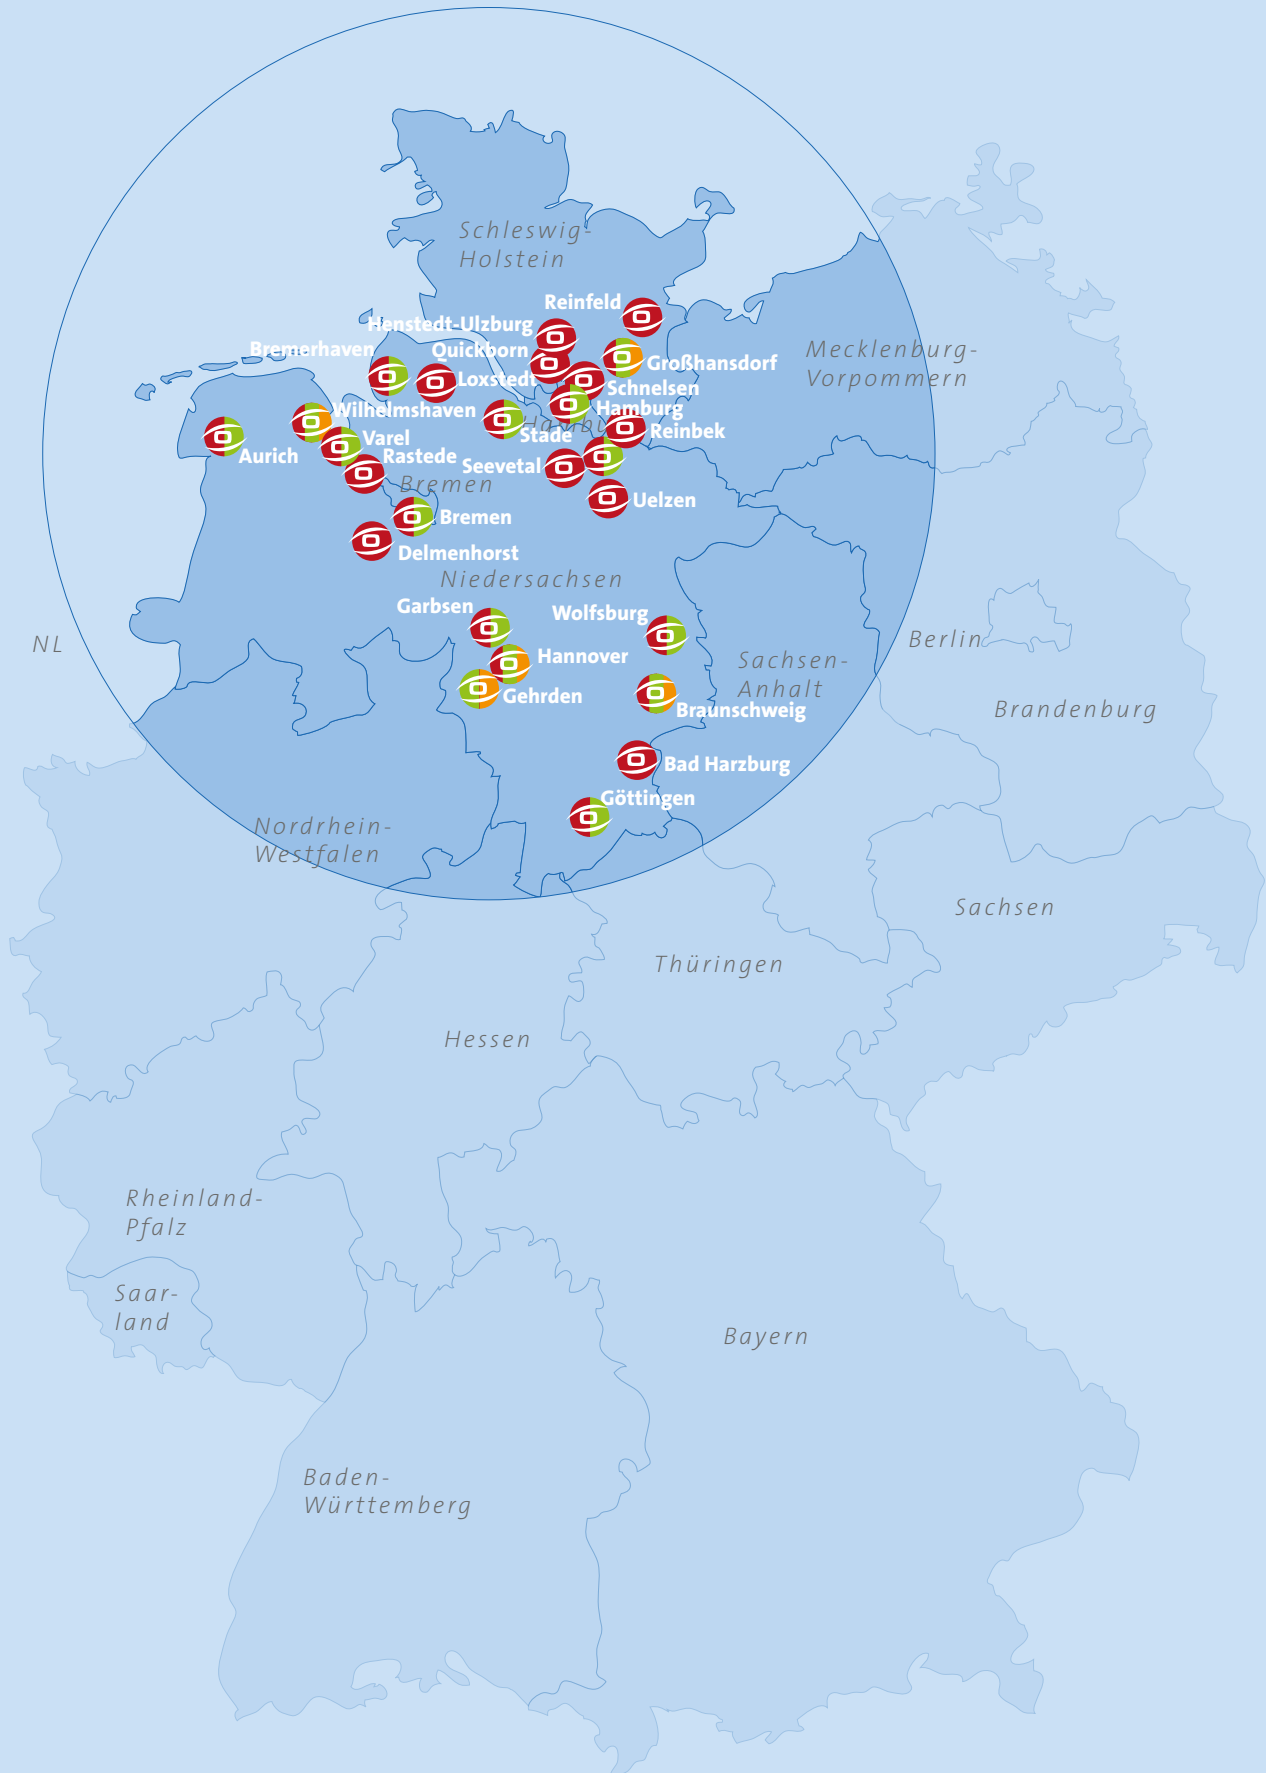 Schleswig-
Holstein
Reinfeld
Henstedt-Ulzburg
Bremerhaven
Quickborn
Großhansdorf
Mecklenburg-
Vorpommern
Loxstedt
Schnelsen
Wilhelmshaven
Hamburg
Hambu
Stade
Reinbek
Varel
Aurich
Rastede
Seevetal
Bremen
Uelzen
Bremen
Delmenhorst
Niedersachsen
Garbsen
Wolfsburg
NL
Berlin
Hannover
Sachsen-
Anhalt
Gehrden
Braunschweig
Brandenburg
Bad Harzburg
Göttingen
Nordrhein-
Westfalen
Sachsen
Thüringen
Hessen
Rheinland-
Pfalz
Saar-
land
Bayern
Baden-
Württemberg